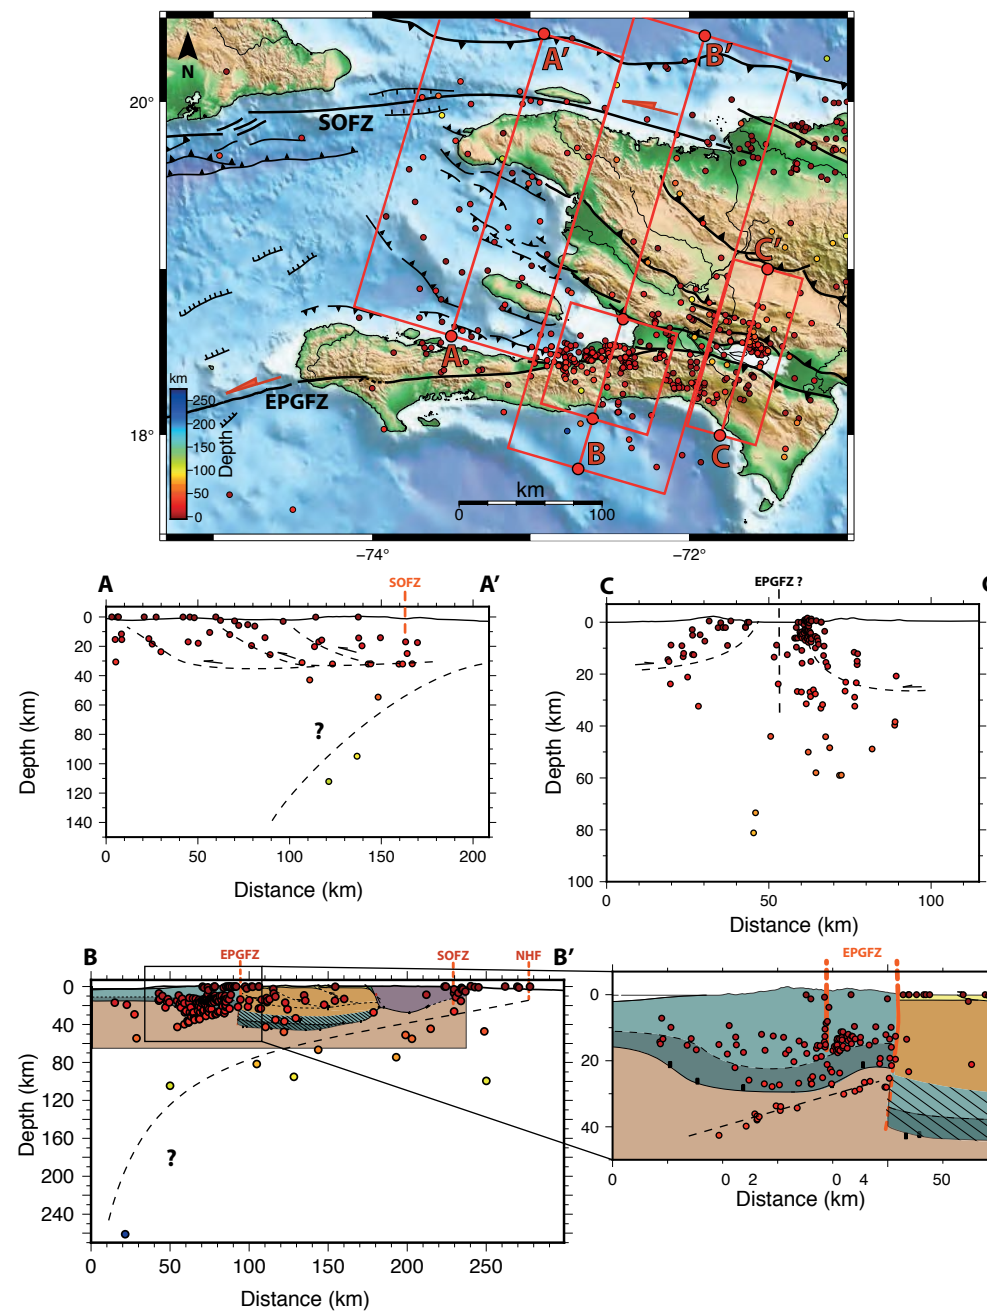 A'
B'
N
20°
SOFZ
C'
A
km
250
200
150
100
50
0
Depth
EPGFZ
18°
B
C
km
0 100
−74° −72°
A SOFZ A'
0
20
40
60
80
100
120
140
Depth (km)
?
0 50 100 150 200
Distance (km)
C EPGFZ ?
0
20
40
60
80
100
Depth (km)
0 50 100
Distance (km)
B EPGFZ SOFZ NHF B'
0
40
80
120
160
200
240
Depth (km)
?
0 50 100 150 200 250
Distance (km)
EPGFZ
0
20
40
0 0 2 0 4 50
Distance (km)